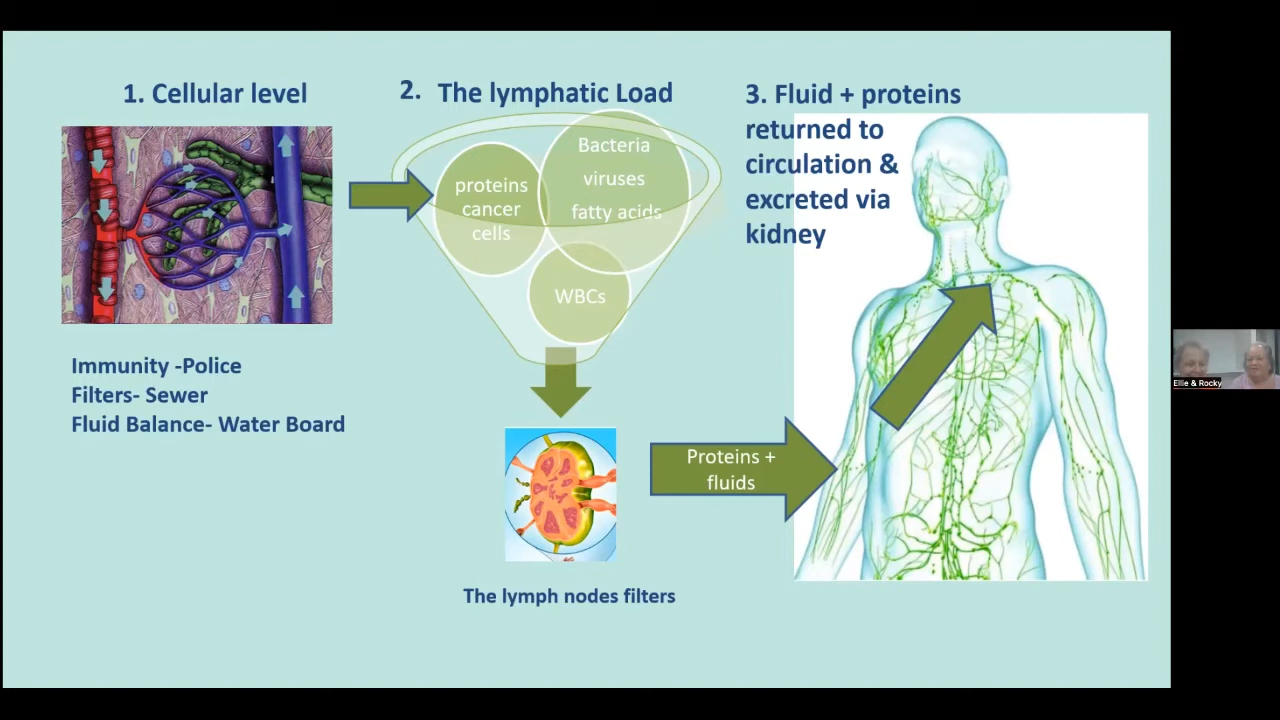 1. Cellular level
Immunity -Police
Filters- Sewer
Fluid Balance- Water Board
2. The lymphatic Load
proteins
cancer
cells
Bacteria
viruses
fatty acids
WBCs
The lymph nodes filters
Proteins +
fluids
3. Fluid + proteins
returned to
circulation &
excreted via
kidney
Ellie & Rocky